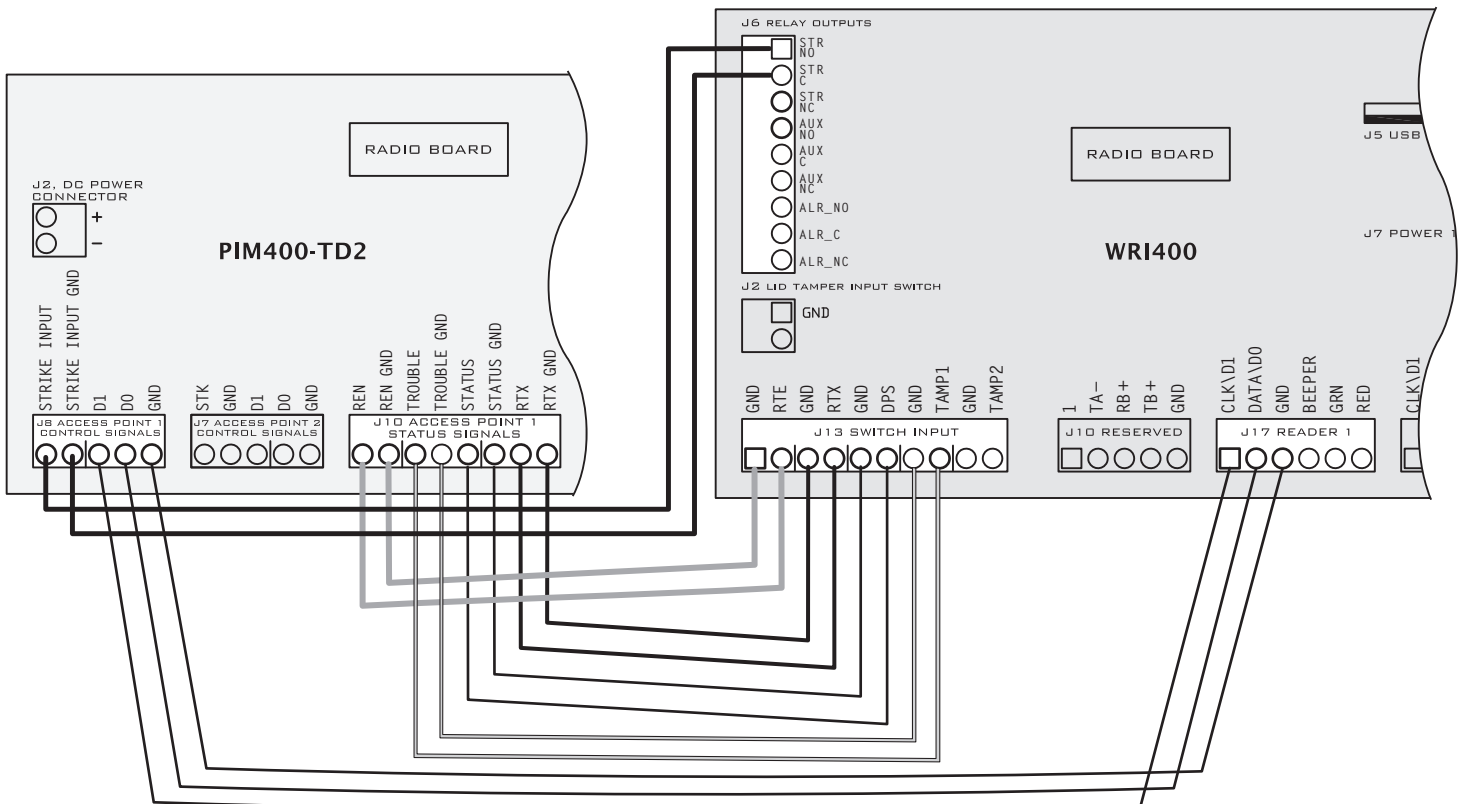 J6 RELAY OUTPUTS
STR
NO
STR
C
STR
NC
AUX
NO
AUX
C
AUX
NC
ALR_NO
ALR_C
ALR_NC
RADIO BOARD
J5 USB
WRI400
J7 POWER 1
J2 LID TAMPER INPUT SWITCH
GND
RADIO BOARD
J2, DC POWER
CONNECTOR
+
−
PIM400-TD2
STRIKE INPUT
STRIKE INPUT GND
D1
D0
GND
J8 ACCESS POINT 1
CONTROL SIGNALS
STK
GND
D1
D0
GND
J7 ACCESS POINT 2
CONTROL SIGNALS
REN
REN GND
TROUBLE
TROUBLE GND
STATUS
STATUS GND
RTX
RTX GND
J10 ACCESS POINT 1
STATUS SIGNALS
GND
RTE
GND
RTX
GND
DPS
GND
TAMP1
GND
TAMP2
J13 SWITCH INPUT
1
TA−
RB+
TB+
GND
J10 RESERVED
CLK\D1
DATA\D0
GND
BEEPER
GRN
RED
J17 READER 1
CLK\D1